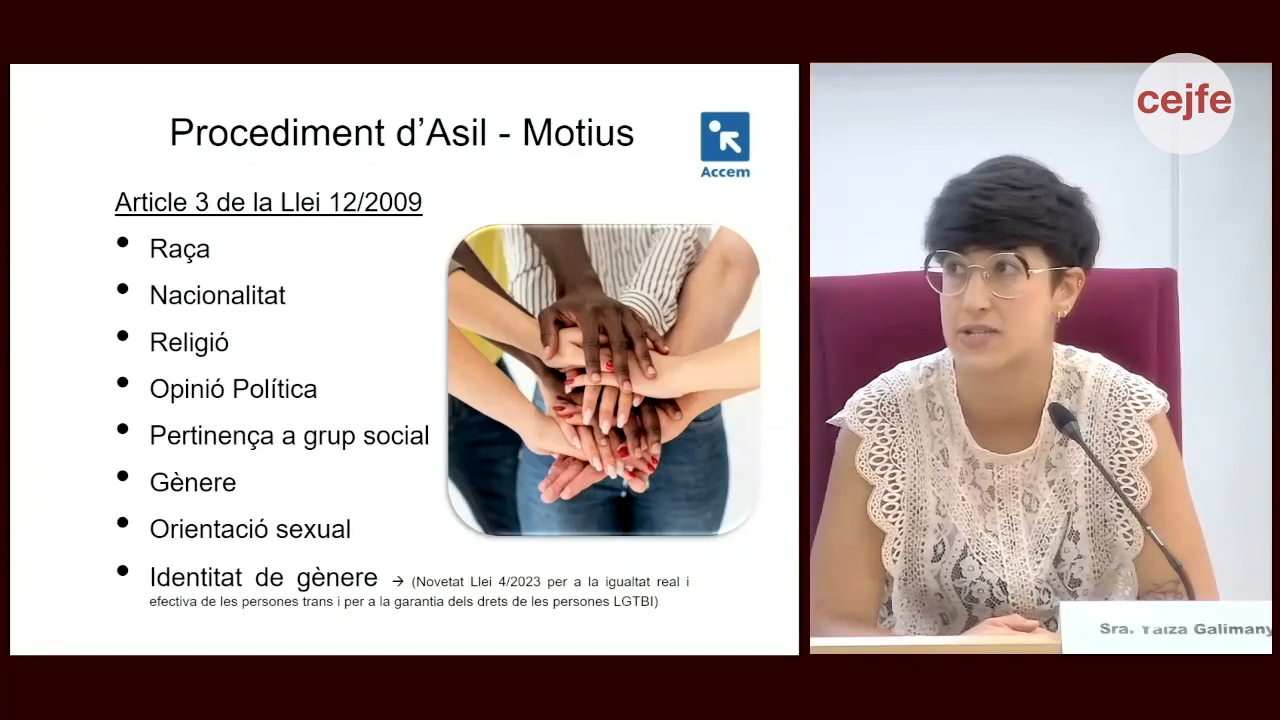 Procediment d'Asil - Motius
Accem
Article 3 de la Llei 12/2009
• Raça
• Nacionalitat
• Religió
• Opinió Política
• Pertinença a grup social
• Gènere
• Orientació sexual
• Identitat de gènere → (Novetat Llei 4/2023 per a la igualtat real i
efectiva de les persones trans i per a la garantia dels drets de les persones LGTBI)
cejfe
Sra. Yaiza Galimany